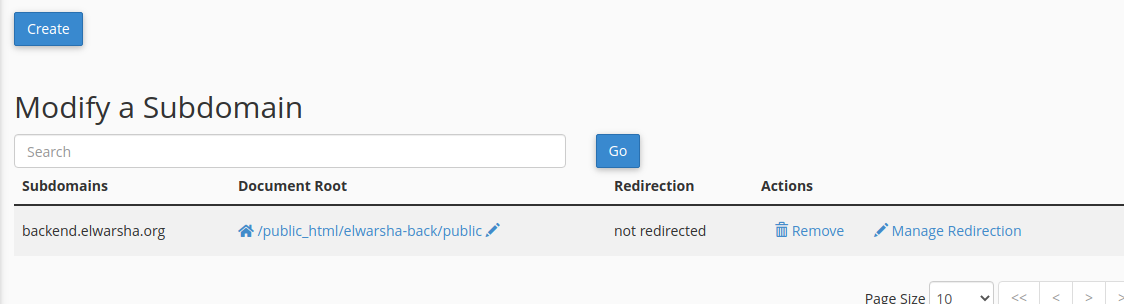 Create
Modify a Subdomain
Search
Go
Subdomains Document Root Redirection Actions
backend.elwarsha.org /public_html/elwarsha-back/public not redirected Remove Manage Redirection
Page Size 10 << < > >